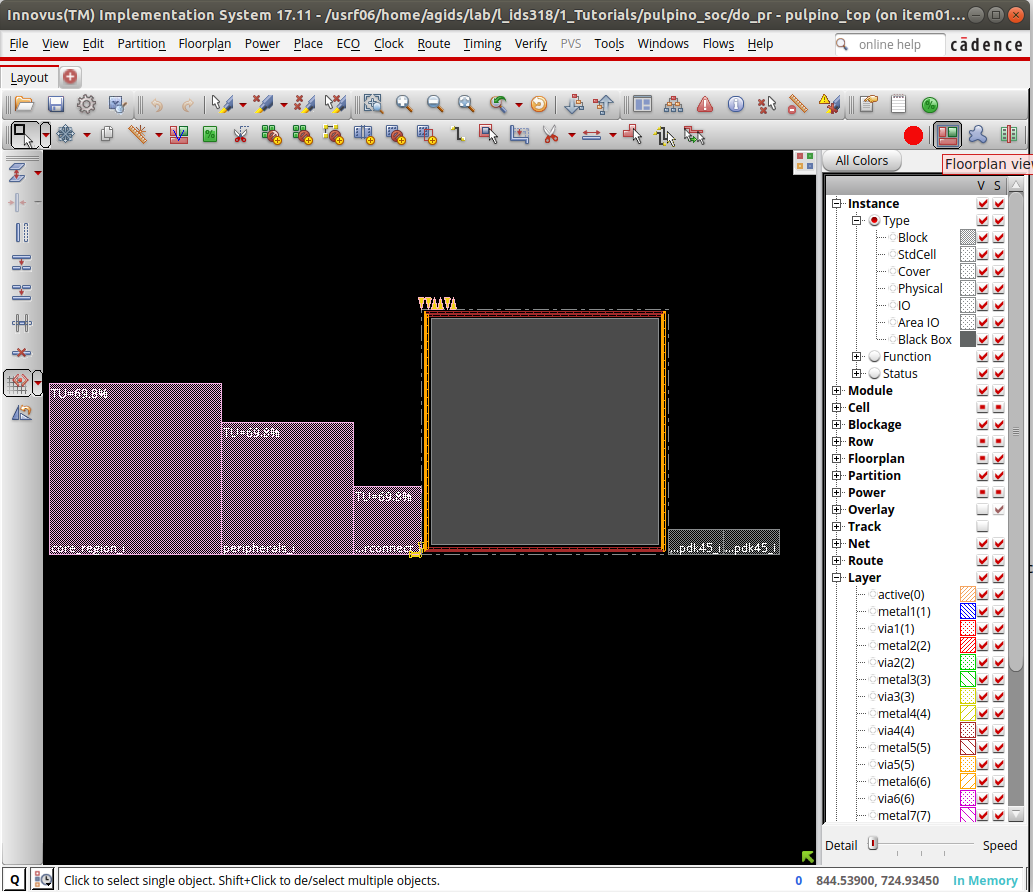 Innovus(TM) Implementation System 17.11 - /usrf06/home/agids/lab/l_ids318/1_Tutorials/pulpino_soc/do_pr - pulpino_top (on item01...
File View Edit Partition Floorplan Power Place ECO Clock Route Timing Verify PVS Tools Windows Flows Help
online help
cādence
Layout
All Colors
Floorplan view
V S
Instance
Type
Block
StdCell
Cover
Physical
IO
Area IO
Black Box
Function
Status
Module
Cell
Blockage
Row
Floorplan
Partition
Power
Overlay
Track
Net
Route
Layer
active(0)
metal1(1)
via1(1)
metal2(2)
via2(2)
metal3(3)
via3(3)
metal4(4)
via4(4)
metal5(5)
via5(5)
metal6(6)
via6(6)
metal7(7)
TU=69.8%
TU=69.8%
TU=69.8%
core_region_i
peripherals_i
...rconnect_i
...pdk45_i
...pdk45_i
Detail
Speed
Q
Click to select single object. Shift+Click to de/select multiple objects.
0
844.53900, 724.93450
In Memory